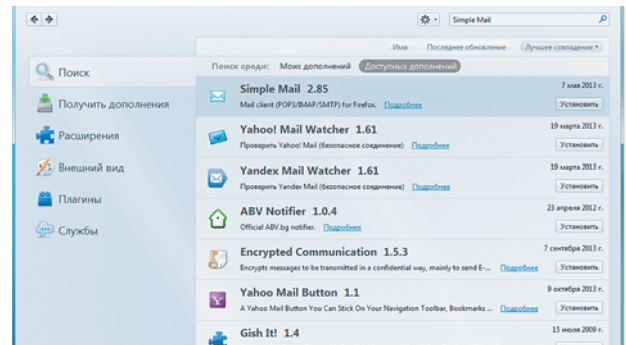 Simple Mail
Имя Последнее обновление Лучшее совпадение
Поиск среди: Моих дополнений Доступных дополнений
Поиск
Получить дополнения
Расширения
Внешний вид
Плагины
Службы
Simple Mail 2.85 7 мая 2013 г.
Mail client (POP3/IMAP/SMTP) for Firefox. Подробнее Установить
Yahoo! Mail Watcher 1.61 19 марта 2013 г.
Проверить Yahoo! Mail (безопасное соединение) Подробнее Установить
Yandex Mail Watcher 1.61 19 марта 2013 г.
Проверить Yandex Mail (безопасное соединение) Подробнее Установить
ABV Notifier 1.0.4 23 апреля 2012 г.
Official ABV.bg notifier. Подробнее Установить
Encrypted Communication 1.5.3 7 сентября 2013 г.
Encrypts messages to be transmitted in a confidential way, mainly to send E-... Подробнее Установить
Yahoo Mail Button 1.1 9 октября 2013 г.
A Yahoo Mail Button You Can Stick On Your Navigation Toolbar, Bookmarks ... Подробнее Установить
Gish It! 1.4 15 июля 2009 г.